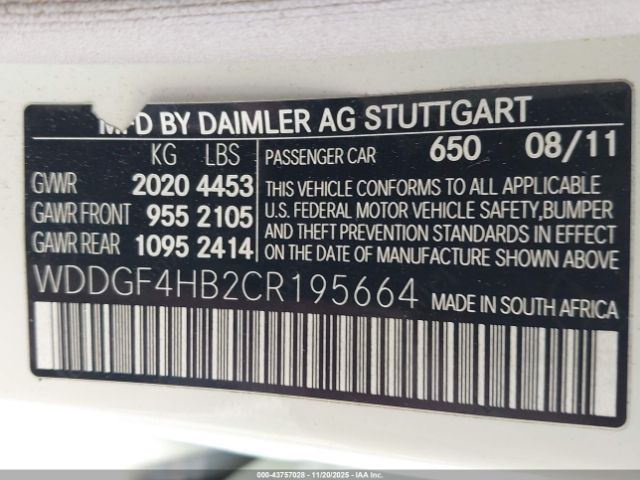 MFD BY DAIMLER AG STUTTGART
KG LBS
GVWR 2020 4453
GAWR FRONT 955 2105
GAWR REAR 1095 2414
PASSENGER CAR 650 08/11
THIS VEHICLE CONFORMS TO ALL APPLICABLE
U.S. FEDERAL MOTOR VEHICLE SAFETY,BUMPER
AND THEFT PREVENTION STANDARDS IN EFFECT
ON THE DATE OF MANUFACTURE SHOWN ABOVE
WDDGF4HB2CR195664 MADE IN SOUTH AFRICA
000-43757028 - 11/20/2025 - IAAI.COM